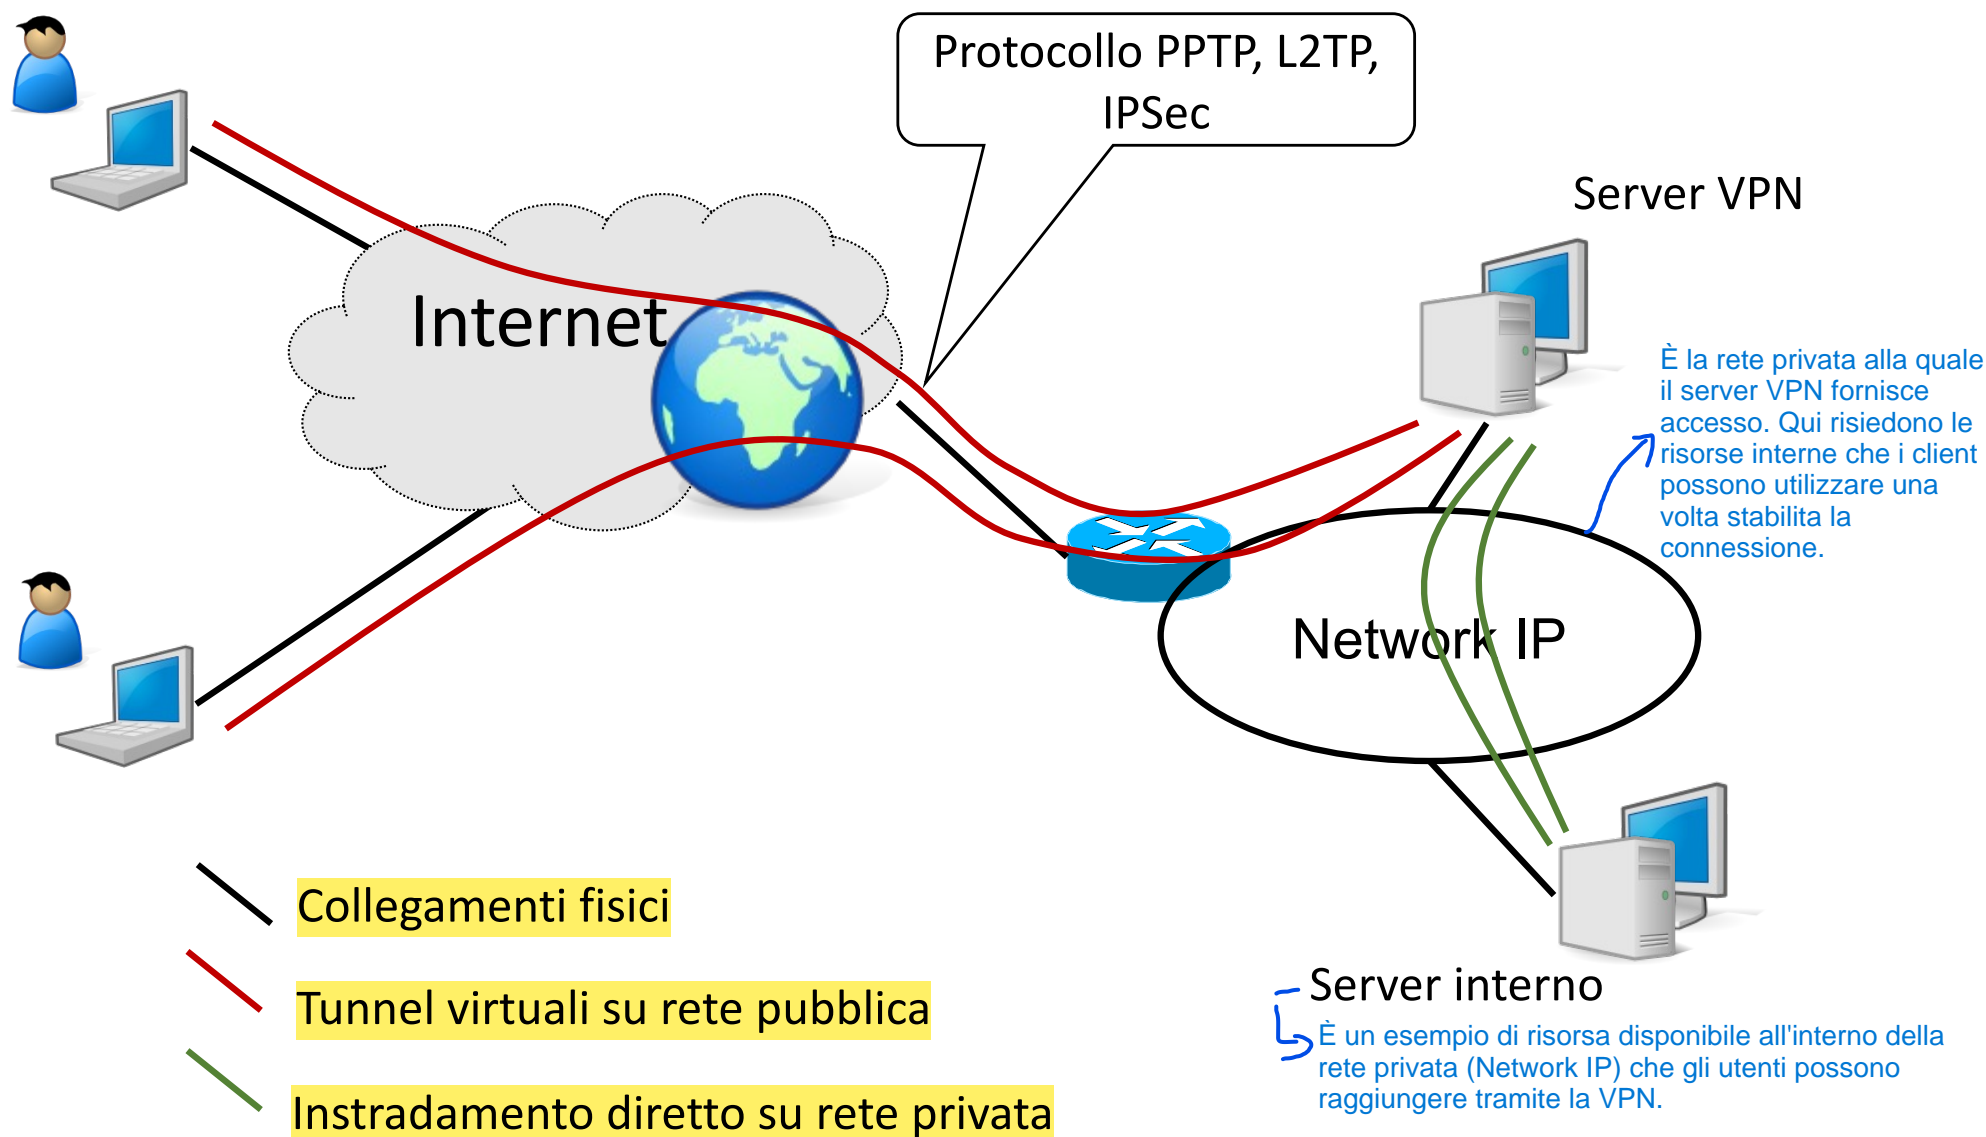 Protocollo PPTP, L2TP,
IPSec
Server VPN
Internet
È la rete privata alla quale
il server VPN fornisce
accesso. Qui risiedono le
risorse interne che i client
possono utilizzare una
volta stabilita la
connessione.
Network IP
Collegamenti fisici
Tunnel virtuali su rete pubblica
Instradamento diretto su rete privata
Server interno
È un esempio di risorsa disponibile all'interno della
rete privata (Network IP) che gli utenti possono
raggiungere tramite la VPN.